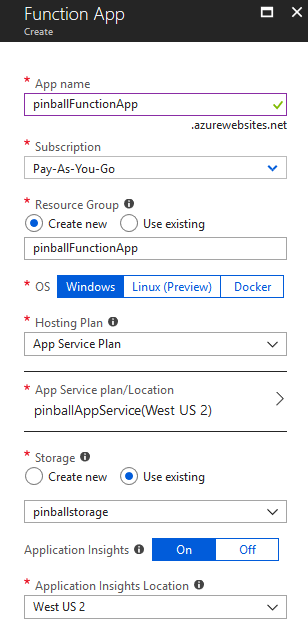 Function App
Create
* App name
pinballFunctionApp
.azurewebsites.net
* Subscription
Pay-As-You-Go
* Resource Group
Create new Use existing
pinballFunctionApp
* OS Windows Linux (Preview) Docker
* Hosting Plan
App Service Plan
* App Service plan/Location
pinballAppService(West US 2)
* Storage
Create new Use existing
pinballstorage
Application Insights On Off
* Application Insights Location
West US 2